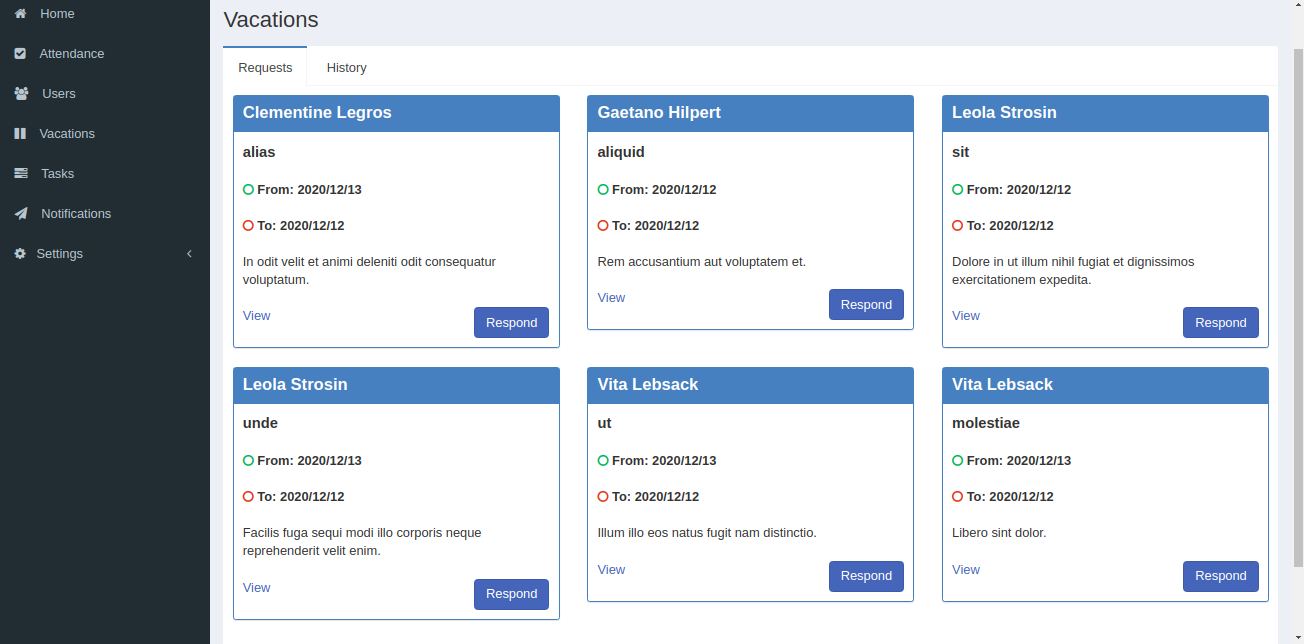 Home
Attendance
Users
Vacations
Tasks
Notifications
Settings
Vacations
Requests
History
Clementine Legros
alias
From: 2020/12/13
To: 2020/12/12
In odit velit et animi deleniti odit consequatur
voluptatum.
View
Respond
Gaetano Hilpert
aliquid
From: 2020/12/12
To: 2020/12/12
Rem accusantium aut voluptatem et.
View
Respond
Leola Strosin
sit
From: 2020/12/12
To: 2020/12/12
Dolore in ut illum nihil fugiat et dignissimos
exercitationem expedita.
View
Respond
Leola Strosin
unde
From: 2020/12/13
To: 2020/12/12
Facilis fuga sequi modi illo corporis neque
reprehenderit velit enim.
View
Respond
Vita Lebsack
ut
From: 2020/12/13
To: 2020/12/12
Illum illo eos natus fugit nam distinctio.
View
Respond
Vita Lebsack
molestiae
From: 2020/12/13
To: 2020/12/12
Libero sint dolor.
View
Respond